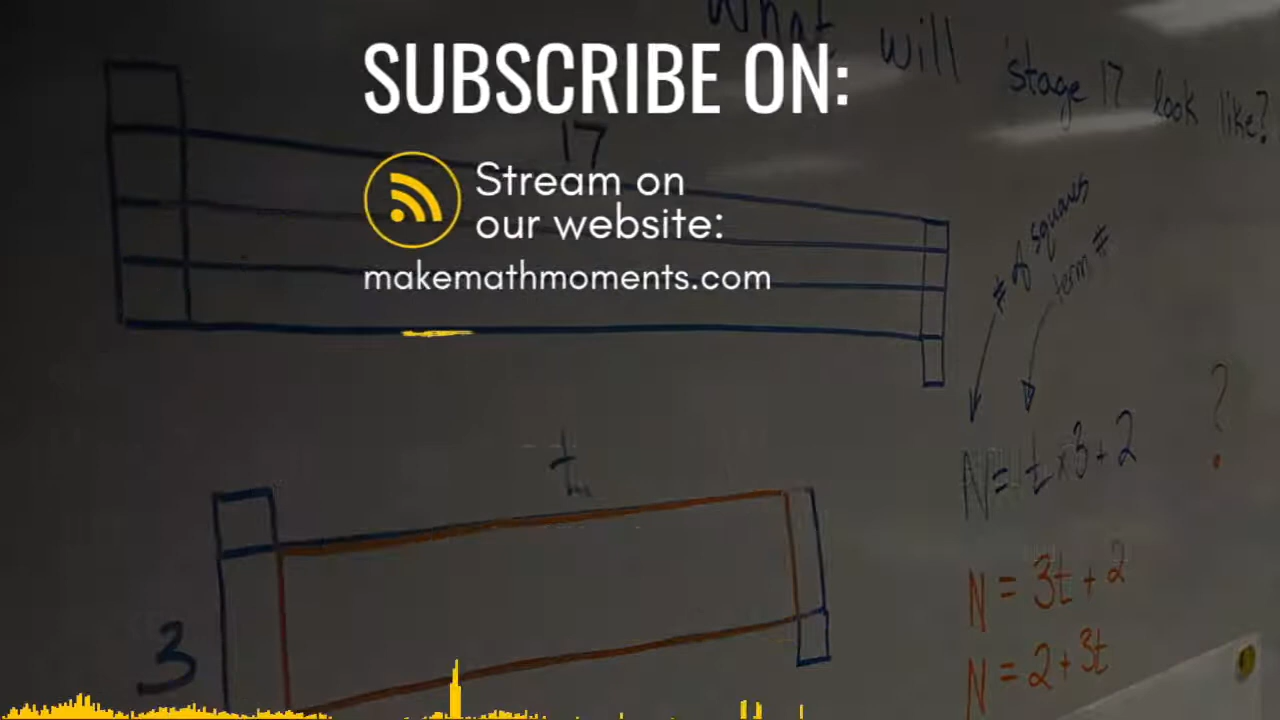 What will stage 17 look like?
SUBSCRIBE ON:
17
Stream on
our website:
makemathmoments.com
# of squares
term #
N = t x 3 + 2
?
t
N = 3t + 2
3
N = 2 + 3t